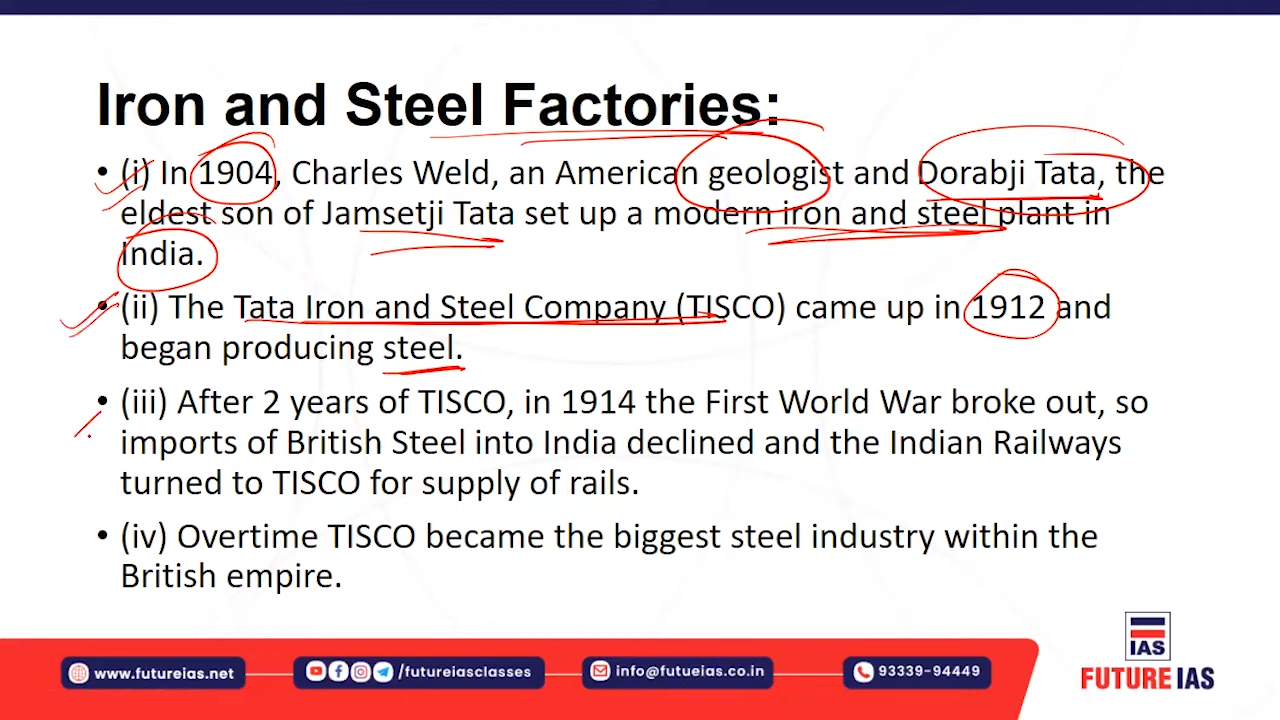 Iron and Steel Factories:
• (i) In 1904, Charles Weld, an American geologist and Dorabji Tata, the
eldest son of Jamsetji Tata set up a modern iron and steel plant in
India.
• (ii) The Tata Iron and Steel Company (TISCO) came up in 1912 and
began producing steel.
• (iii) After 2 years of TISCO, in 1914 the First World War broke out, so
imports of British Steel into India declined and the Indian Railways
turned to TISCO for supply of rails.
• (iv) Overtime TISCO became the biggest steel industry within the
British empire.
IAS
FUTURE IAS
www.futureias.net
/futureiasclasses
info@futueias.co.in
93339-94449